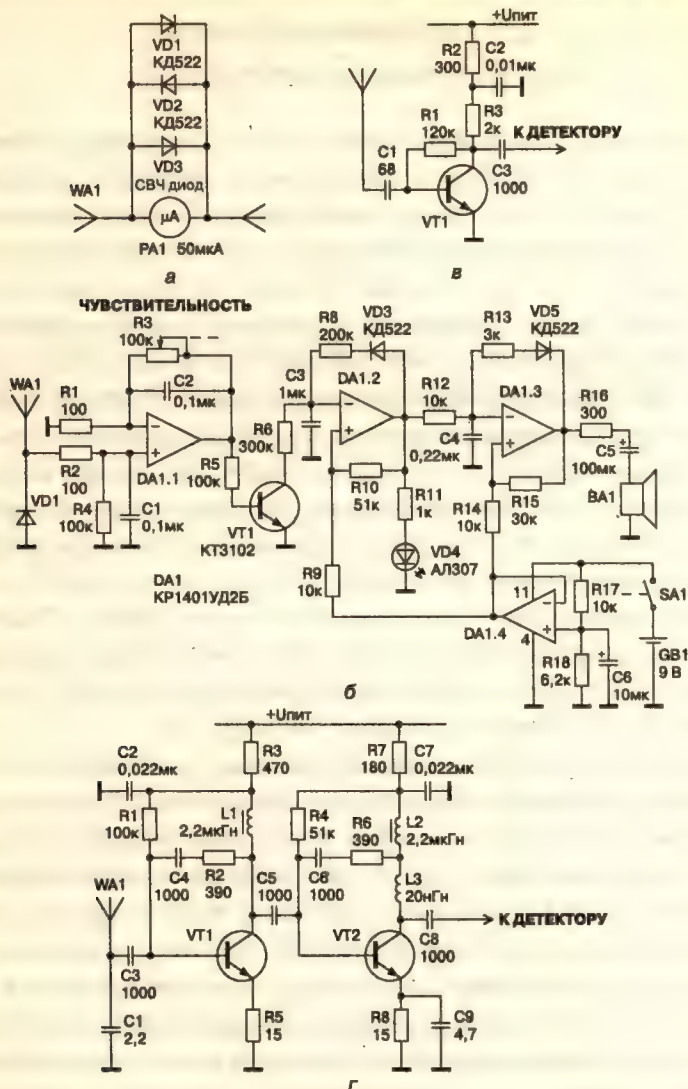 VD1
КД522
VD2
КД522
VD3
СВЧ диод
WA1
μA
PA1 50мкА
а
+Uпит
R2
300
C2
0,01мк
R1
120к
R3
2к
К ДЕТЕКТОРУ
C1
68
C3
1000
VT1
в
ЧУВСТВИТЕЛЬНОСТЬ
R3
100к
WA1
R1
100
C2
0,1мк
R2
100
DA1.1
VD1
R4
100к
C1
0,1мк
R5
100к
R6
300к
VT1
КТ3102
C3
1мк
R8
200к
VD3
КД522
DA1.2
R10
51к
R11
1к
VD4
АЛ307
R9
10к
DA1
КР1401УД2Б
R12
10к
R13
3к
VD5
КД522
DA1.3
C4
0,22мк
R14
10к
R15
30к
R16
300
C5
100мк
BA1
11
4
DA1.4
R17
10к
R18
6,2к
C6
10мк
SA1
GB1
9 В
б
+Uпит
C2
0,022мк
R3
470
R7
180
C7
0,022мк
R1
100к
L1
2,2мкГн
R4
51к
R6
390
L2
2,2мкГн
WA1
C4
1000
R2
390
C5
1000
C6
1000
L3
20нГн
К ДЕТЕКТОРУ
C3
1000
VT1
VT2
C8
1000
C1
2,2
R5
15
R8
15
C9
4,7
г